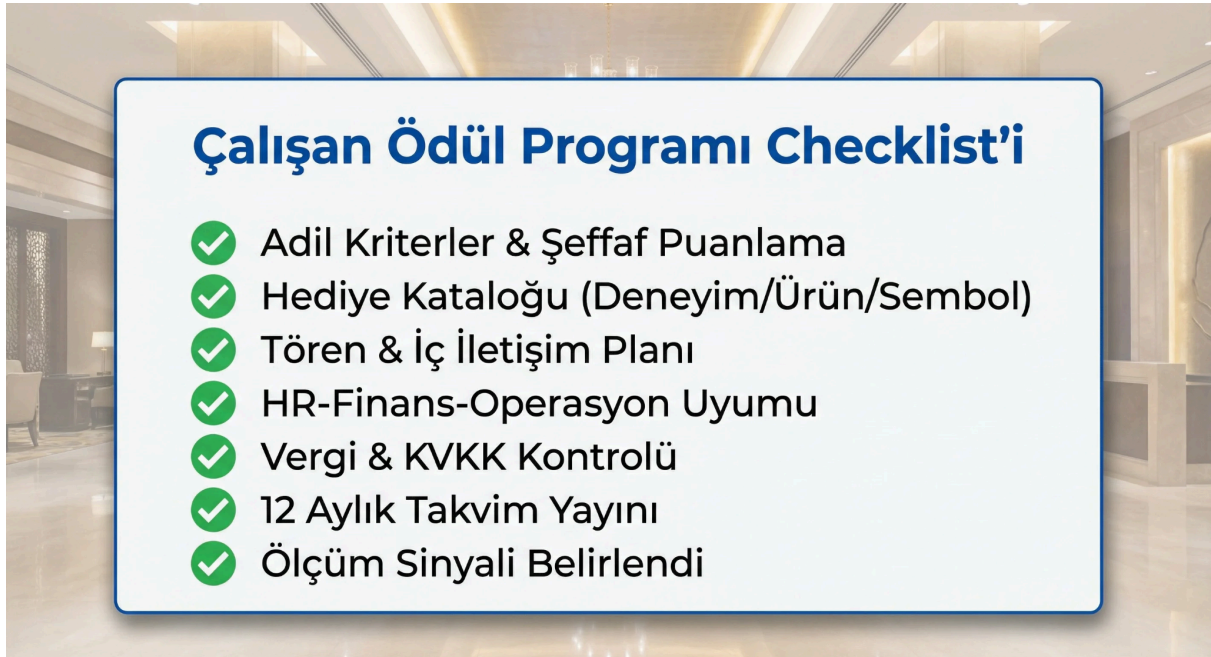 Çalışan Ödül Programı Checklist’i
Adil Kriterler & Şeffaf Puanlama
Hediye Kataloğu (Deneyim/Ürün/Sembol)
Tören & İç İletişim Planı
HR-Finans-Operasyon Uyumu
Vergi & KVKK Kontrolü
12 Aylık Takvim Yayını
Ölçüm Sinyali Belirlendi